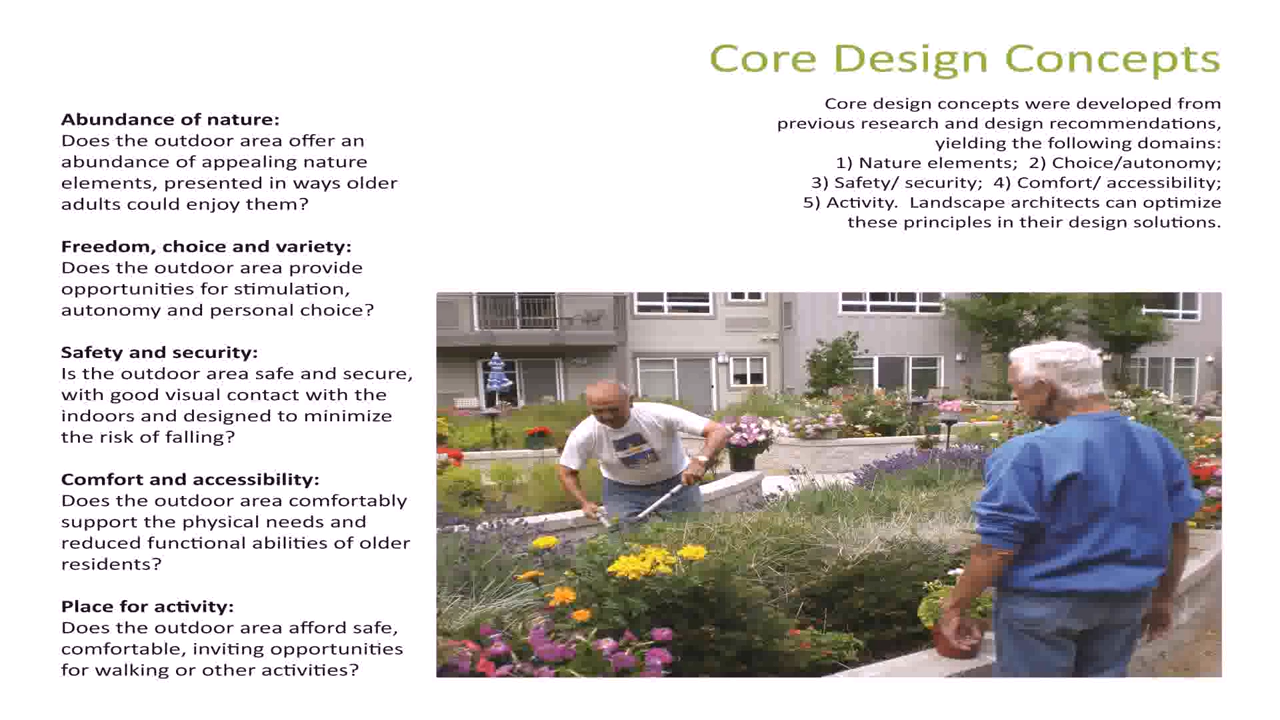 Core Design Concepts
Core design concepts were developed from
previous research and design recommendations,
yielding the following domains:
1) Nature elements;  2) Choice/autonomy;
3) Safety/ security;  4) Comfort/ accessibility;
5) Activity.  Landscape architects can optimize
these principles in their design solutions.
Abundance of nature:
Does the outdoor area offer an
abundance of appealing nature
elements, presented in ways older
adults could enjoy them?
Freedom, choice and variety:
Does the outdoor area provide
opportunities for stimulation,
autonomy and personal choice?
Safety and security:
Is the outdoor area safe and secure,
with good visual contact with the
indoors and designed to minimize
the risk of falling?
Comfort and accessibility:
Does the outdoor area comfortably
support the physical needs and
reduced functional abilities of older
residents?
Place for activity:
Does the outdoor area afford safe,
comfortable, inviting opportunities
for walking or other activities?